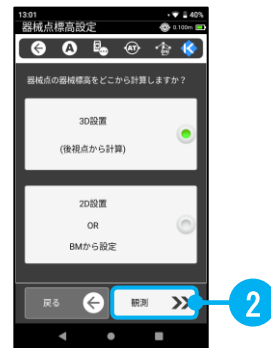 13:01 40%
器械点標高設定 0.100m
A AT
器械点の器械標高をどこから計算しますか？
3D設置
(後視点から計算)
2D設置
OR
BMから設定
戻る 観測 2